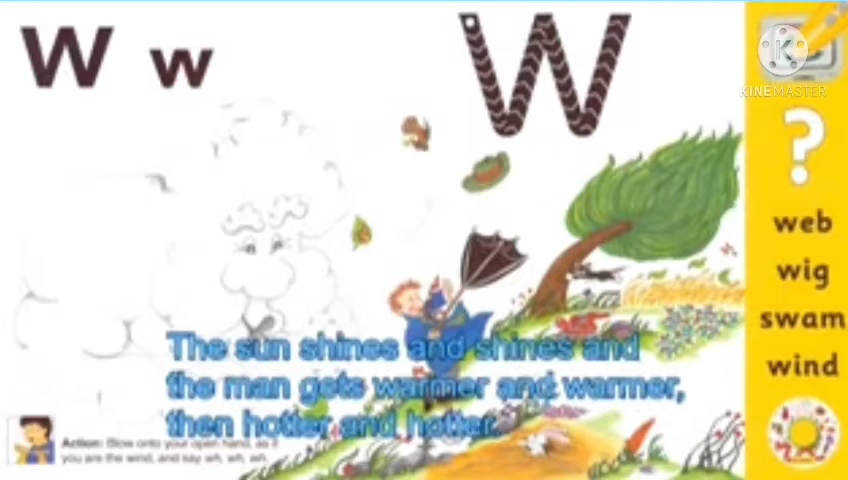 W w
W
KINEMASTER
?
web
wig
swam
wind
The sun shines and shines and
the man gets warmer and warmer,
then hotter and hotter.
Action: Blow onto your open hand, as if
you are the wind, and say wh, wh, wh.